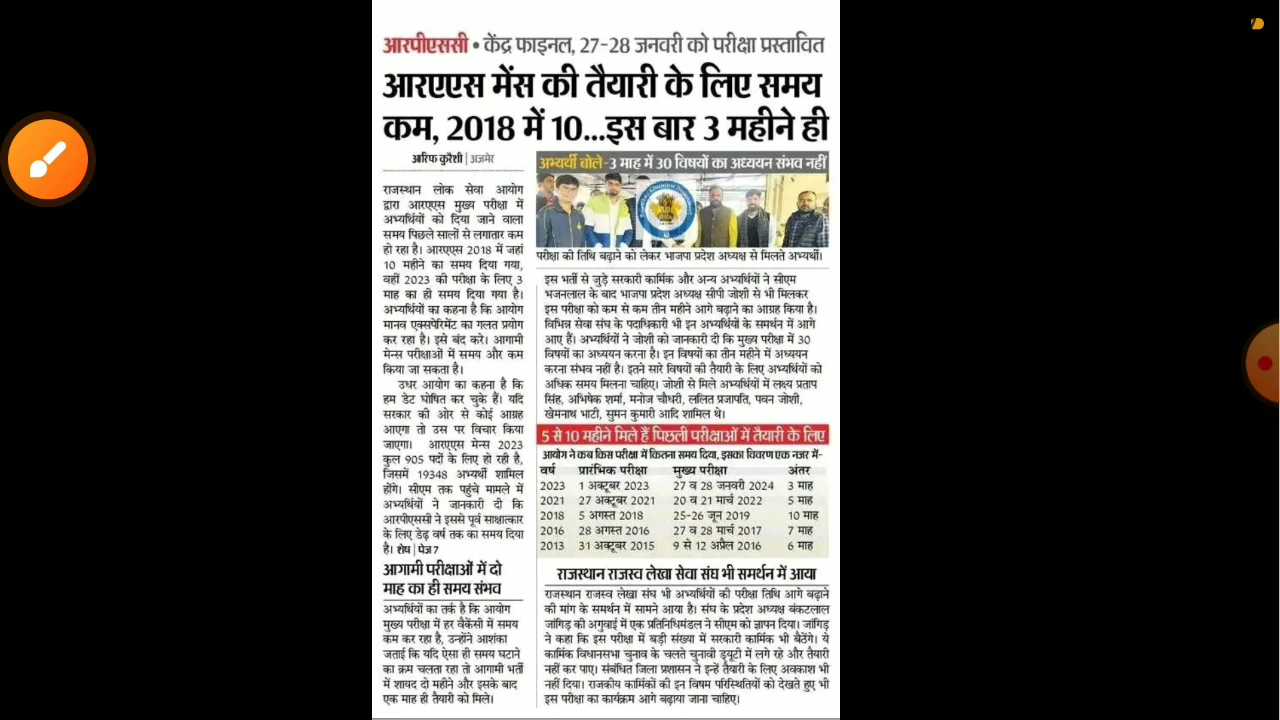 आरपीएससी • केंद्र फाइनल, 27-28 जनवरी को परीक्षा प्रस्तावित
आरएएस मेंस की तैयारी के लिए समय
कम, 2018 में 10...इस बार 3 महीने ही
आरिफ कुरैशी | अजमेर
राजस्थान लोक सेवा आयोग
द्वारा आरएएस मुख्य परीक्षा में
अभ्यर्थियों को दिया जाने वाला
समय पिछले सालों से लगातार कम
हो रहा है। आरएएस 2018 में जहां
10 महीने का समय दिया गया,
वहीं 2023 की परीक्षा के लिए 3
माह का ही समय दिया गया है।
अभ्यर्थियों का कहना है कि आयोग
मानव एक्सपेरिमेंट का गलत प्रयोग
कर रहा है। इसे बंद करे। आगामी
मेन्स परीक्षाओं में समय और कम
किया जा सकता है।
उधर आयोग का कहना है कि
हम डेट घोषित कर चुके हैं। यदि
सरकार की ओर से कोई आग्रह
आएगा तो उस पर विचार किया
जाएगा। आरएएस मेन्स 2023
कुल 905 पदों के लिए हो रही है,
जिसमें 19348 अभ्यर्थी शामिल
होंगे। सीएम तक पहुंचे मामले में
अभ्यर्थियों ने जानकारी दी कि
आरपीएससी ने इससे पूर्व साक्षात्कार
के लिए डेढ़ वर्ष तक का समय दिया
है। शेष | पेज 7
आगामी परीक्षाओं में दो
माह का ही समय संभव
अभ्यर्थियों का तर्क है कि आयोग
मुख्य परीक्षा में हर वैकेंसी में समय
कम कर रहा है, उन्होंने आशंका
जताई कि यदि ऐसा ही समय घटाने
का क्रम चलता रहा तो आगामी भर्ती
में शायद दो महीने और इसके बाद
एक माह ही तैयारी को मिले।
अभ्यर्थी बोले-3 माह में 30 विषयों का अध्ययन संभव नहीं
परीक्षा की तिथि बढ़ाने को लेकर भाजपा प्रदेश अध्यक्ष से मिलते अभ्यर्थी।
इस भर्ती से जुड़े सरकारी कार्मिक और अन्य अभ्यर्थियों ने सीएम
भजनलाल के बाद भाजपा प्रदेश अध्यक्ष सीपी जोशी से भी मिलकर
इस परीक्षा को कम से कम तीन महीने आगे बढ़ाने का आग्रह किया है।
विभिन्न सेवा संघ के पदाधिकारी भी इन अभ्यर्थियों के समर्थन में आगे
आए हैं। अभ्यर्थियों ने जोशी को जानकारी दी कि मुख्य परीक्षा में 30
विषयों का अध्ययन करना है। इन विषयों का तीन महीने में अध्ययन
करना संभव नहीं है। इतने सारे विषयों की तैयारी के लिए अभ्यर्थियों को
अधिक समय मिलना चाहिए। जोशी से मिले अभ्यर्थियों में लक्ष्य प्रताप
सिंह, अभिषेक शर्मा, मनोज चौधरी, ललित प्रजापति, पवन जोशी,
खेमनाथ भाटी, सुमन कुमारी आदि शामिल थे।
5 से 10 महीने मिले हैं पिछली परीक्षाओं में तैयारी के लिए
आयोग ने कब किस परीक्षा में कितना समय दिया, इसका विवरण एक नजर में-
वर्ष प्रारंभिक परीक्षा मुख्य परीक्षा अंतर
2023 1 अक्टूबर 2023 27 व 28 जनवरी 2024 3 माह
2021 27 अक्टूबर 2021 20 व 21 मार्च 2022 5 माह
2018 5 अगस्त 2018 25-26 जून 2019 10 माह
2016 28 अगस्त 2016 27 व 28 मार्च 2017 7 माह
2013 31 अक्टूबर 2015 9 से 12 अप्रैल 2016 6 माह
राजस्थान राजस्व लेखा सेवा संघ भी समर्थन में आया
राजस्थान राजस्व लेखा संघ भी अभ्यर्थियों की परीक्षा तिथि आगे बढ़ाने
की मांग के समर्थन में सामने आया है। संघ के प्रदेश अध्यक्ष बंकटलाल
जांगिड़ की अगुवाई में एक प्रतिनिधिमंडल ने सीएम को ज्ञापन दिया। जांगिड़
ने कहा कि इस परीक्षा में बड़ी संख्या में सरकारी कार्मिक भी बैठेंगे। ये
कार्मिक विधानसभा चुनाव के चलते चुनावी ड्यूटी में लगे रहे और तैयारी
नहीं कर पाए। संबंधित जिला प्रशासन ने इन्हें तैयारी के लिए अवकाश भी
नहीं दिया। राजकीय कार्मिकों की इन विषम परिस्थितियों को देखते हुए भी
इस परीक्षा का कार्यक्रम आगे बढ़ाया जाना चाहिए।